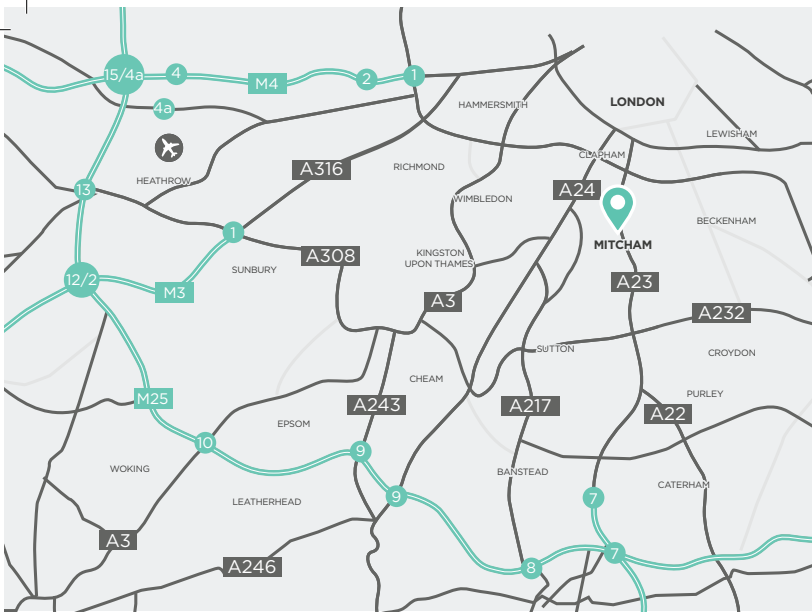 15/4a
4
M4
2
1
4a
HAMMERSMITH
LONDON
LEWISHAM
CLAPHAM
HEATHROW
A316
RICHMOND
A24
13
WIMBLEDON
BECKENHAM
1
MITCHAM
A308
KINGSTON
UPON THAMES
SUNBURY
12/2
M3
A3
A23
A232
SUTTON
CROYDON
CHEAM
M25
A243
A217
PURLEY
A22
EPSOM
10
9
WOKING
BANSTEAD
CATERHAM
LEATHERHEAD
9
7
A3
A246
8
7